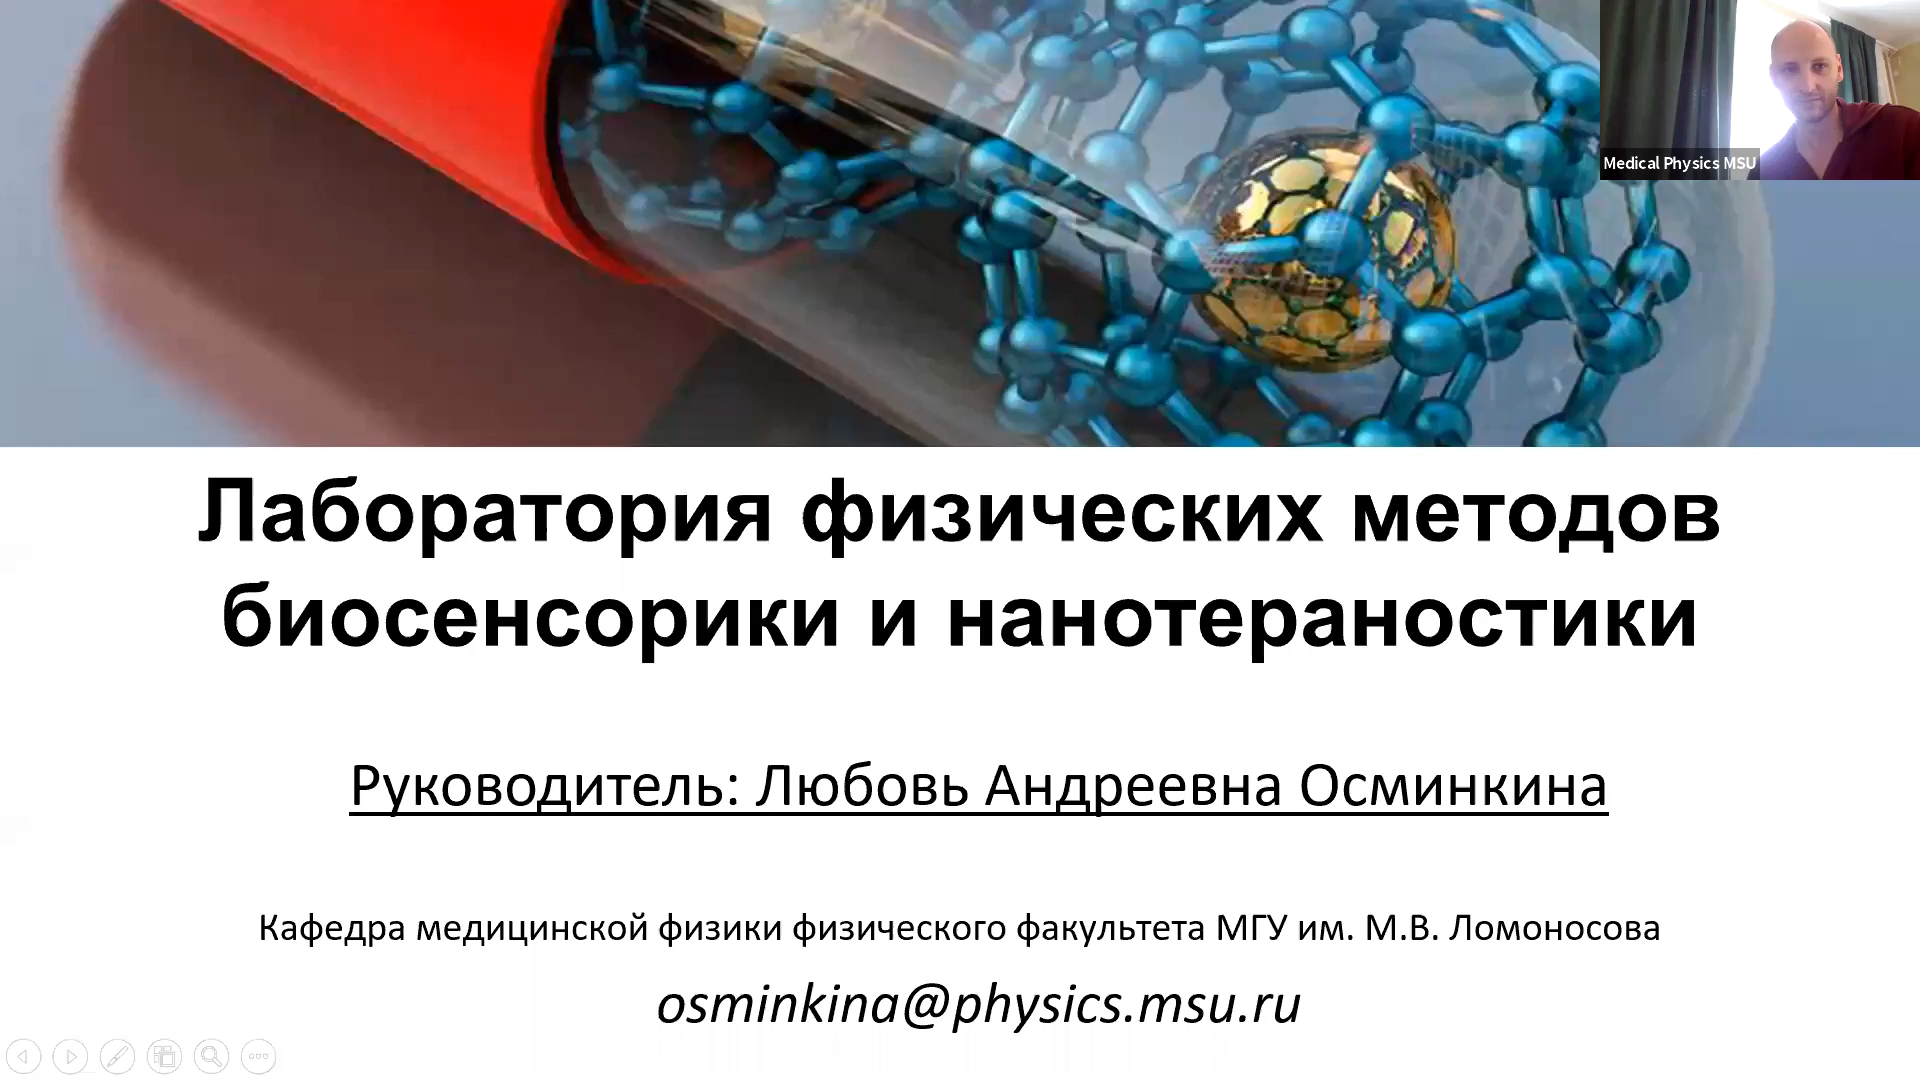 Medical Physics MSU
Лаборатория физических методов
биосенсорики и нанотераностики
Руководитель: Любовь Андреевна Осминкина
Кафедра медицинской физики физического факультета МГУ им. М.В. Ломоносова
osminkina@physics.msu.ru